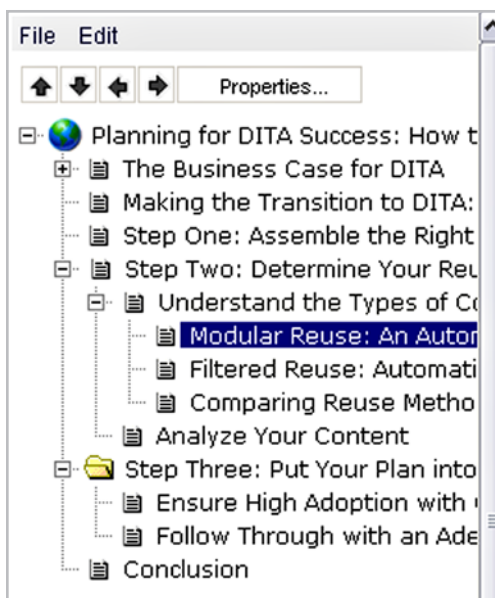 File Edit
Properties...
Planning for DITA Success: How t
The Business Case for DITA
Making the Transition to DITA:
Step One: Assemble the Right
Step Two: Determine Your Reu
Understand the Types of Co
Modular Reuse: An Autor
Filtered Reuse: Automati
Comparing Reuse Metho
Analyze Your Content
Step Three: Put Your Plan into
Ensure High Adoption with
Follow Through with an Ade
Conclusion